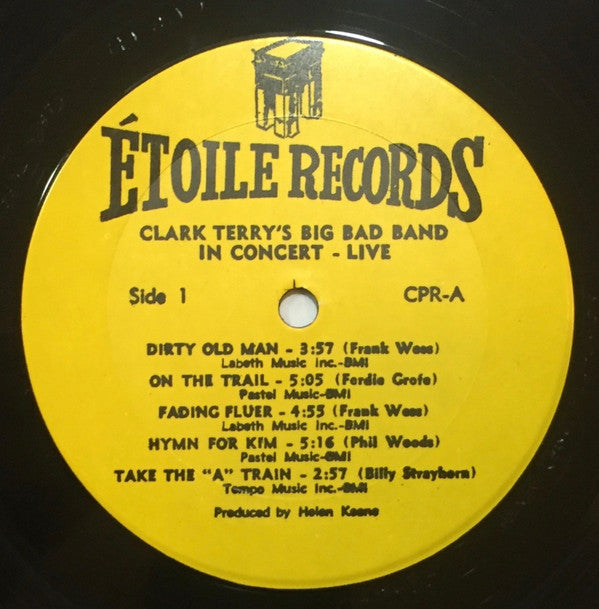 ÉTOILE RECORDS
CLARK TERRY'S BIG BAD BAND
IN CONCERT - LIVE
Side 1
CPR-A
DIRTY OLD MAN - 3:57 (Frank Wess)
Labeth Music Inc.-BMI
ON THE TRAIL - 5:05 (Ferdie Grofe)
Pastel Music-BMI
FADING FLUER - 4:55 (Frank Wess)
Labeth Music Inc.-BMI
HYMN FOR KIM - 5:16 (Phil Woods)
Pastel Music-BMI
TAKE THE "A" TRAIN - 2:57 (Billy Strayhorn)
Tempo Music Inc.-BMI
Produced by Helen Keane